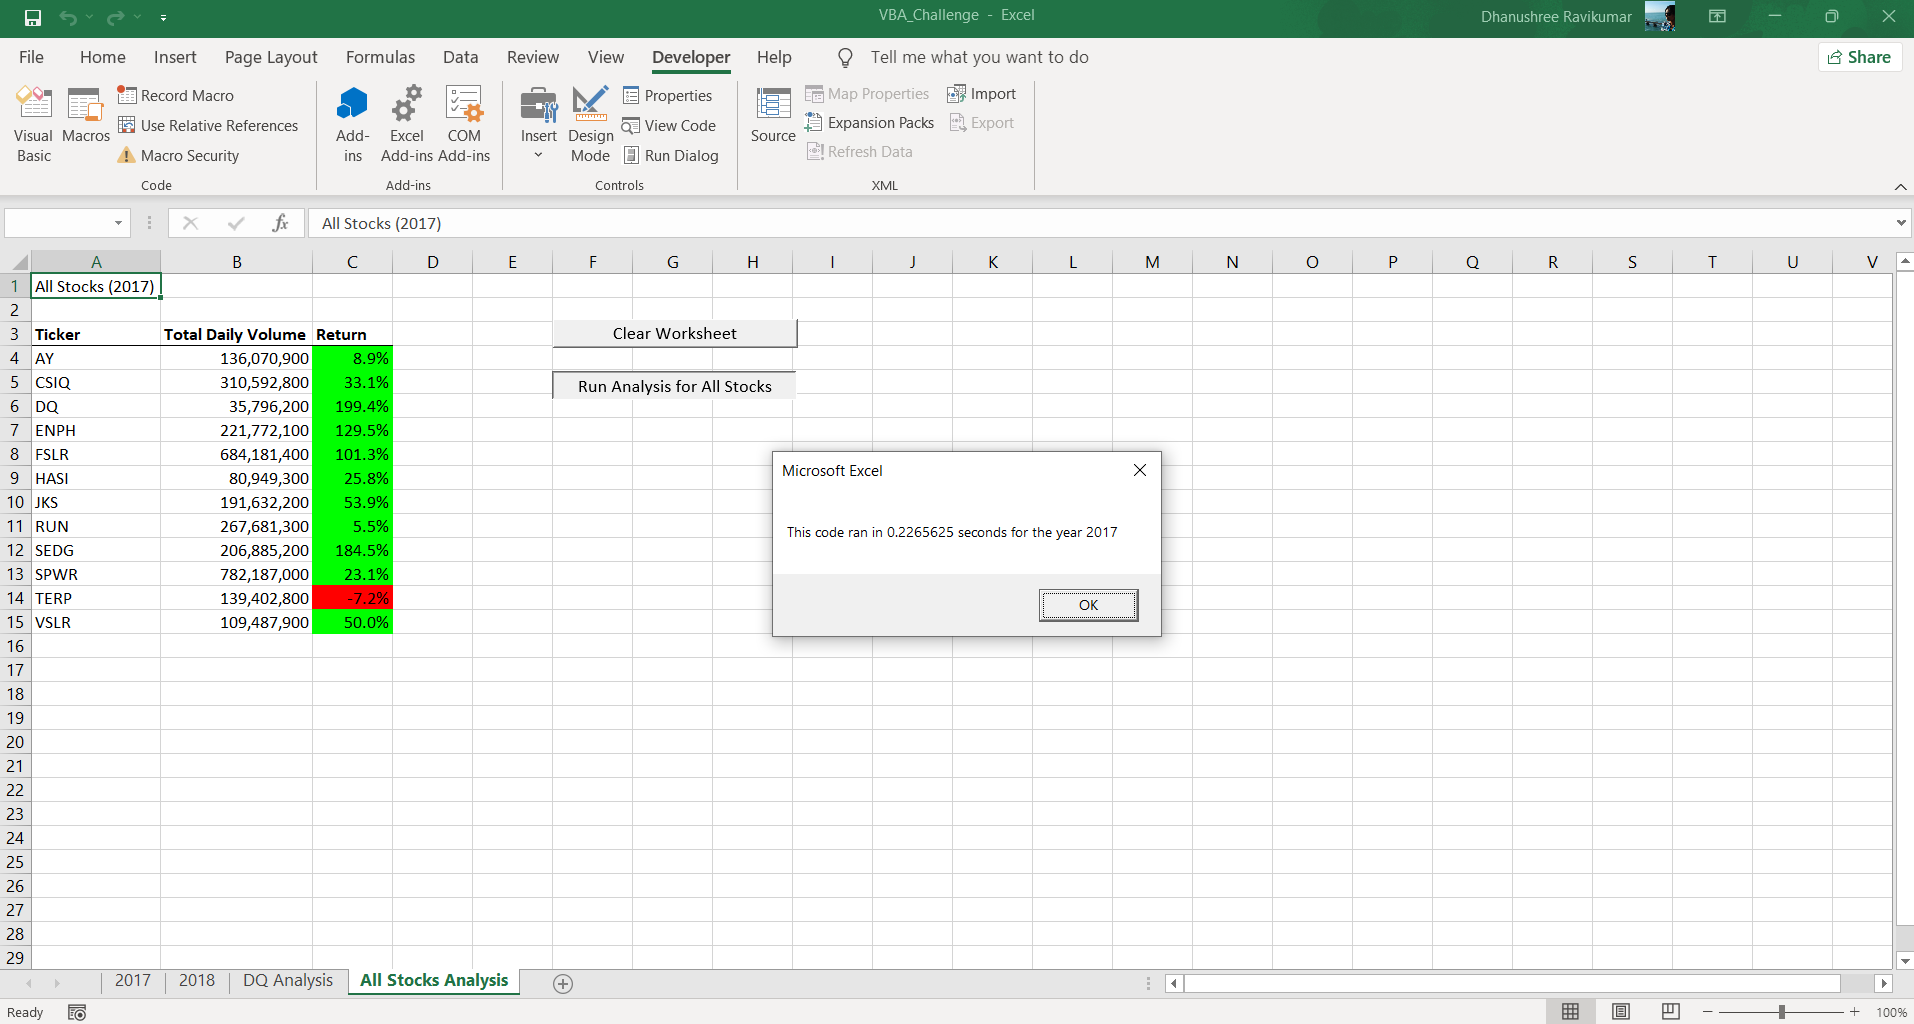 VBA_Challenge - Excel
Dhanushree Ravikumar
File Home Insert Page Layout Formulas Data Review View Developer Help Tell me what you want to do Share
Visual Basic
Macros
Record Macro
Use Relative References
Macro Security
Code
Add-ins
Excel Add-ins
COM Add-ins
Add-ins
Insert
Design Mode
Properties
View Code
Run Dialog
Controls
Source
Map Properties
Expansion Packs
Refresh Data
Import
Export
XML
fx All Stocks (2017)
A B C D E F G H I J K L M N O P Q R S T U V
1 All Stocks (2017)
2
3 Ticker Total Daily Volume Return
4 AY 136,070,900 8.9%
5 CSIQ 310,592,800 33.1%
6 DQ 35,796,200 199.4%
7 ENPH 221,772,100 129.5%
8 FSLR 684,181,400 101.3%
9 HASI 80,949,300 25.8%
10 JKS 191,632,200 53.9%
11 RUN 267,681,300 5.5%
12 SEDG 206,885,200 184.5%
13 SPWR 782,187,000 23.1%
14 TERP 139,402,800 -7.2%
15 VSLR 109,487,900 50.0%
16
17
18
19
20
21
22
23
24
25
26
27
28
29
Clear Worksheet
Run Analysis for All Stocks
Microsoft Excel
This code ran in 0.2265625 seconds for the year 2017
OK
2017 2018 DQ Analysis All Stocks Analysis
Ready
100%